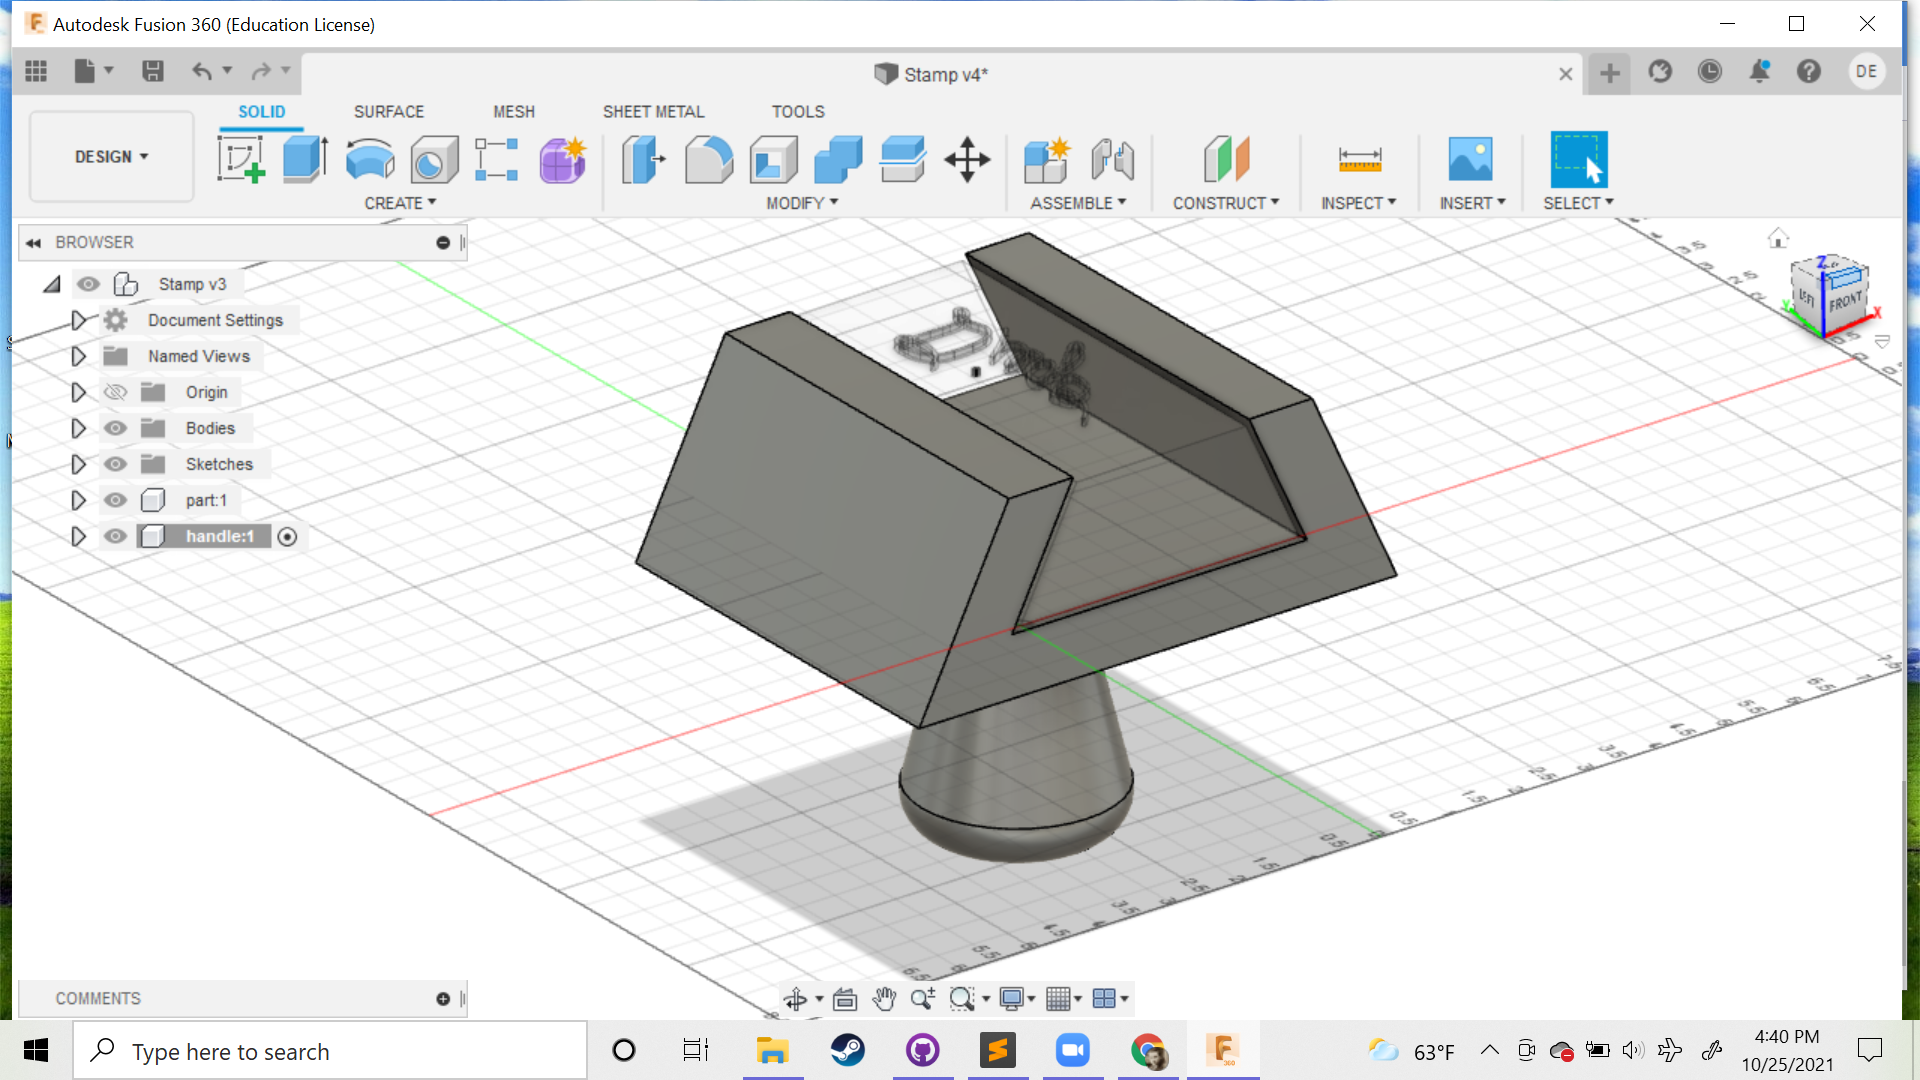 Autodesk Fusion 360 (Education License)
Stamp v4*
DE
DESIGN
SOLID
SURFACE
MESH
SHEET METAL
TOOLS
CREATE
MODIFY
ASSEMBLE
CONSTRUCT
INSPECT
INSERT
SELECT
BROWSER
Stamp v3
Document Settings
Named Views
Origin
Bodies
Sketches
part:1
handle:1
Z
LEFT
FRONT
X
Y
COMMENTS
Type here to search
63°F
4:40 PM
10/25/2021